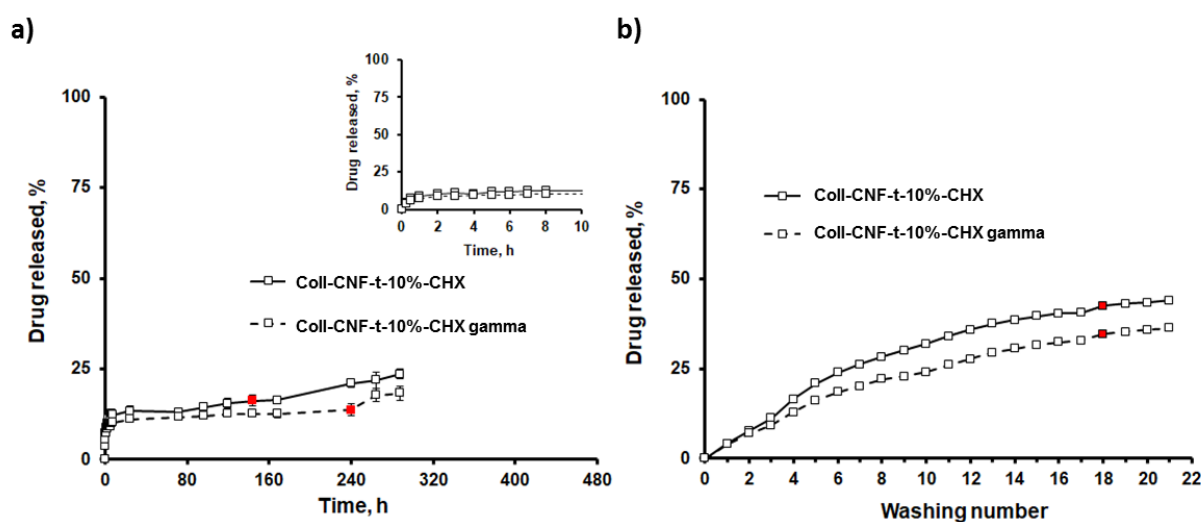 a)
Drug released, %
100
75
50
25
0
0 80 160 240 320 400 480
Time, h
Coll-CNF-t-10%-CHX
Coll-CNF-t-10%-CHX gamma
Drug released, %
100
75
50
25
0
0 2 4 6 8 10
Time, h
b)
Drug released, %
100
75
50
25
0
0 2 4 6 8 10 12 14 16 18 20 22
Washing number
Coll-CNF-t-10%-CHX
Coll-CNF-t-10%-CHX gamma